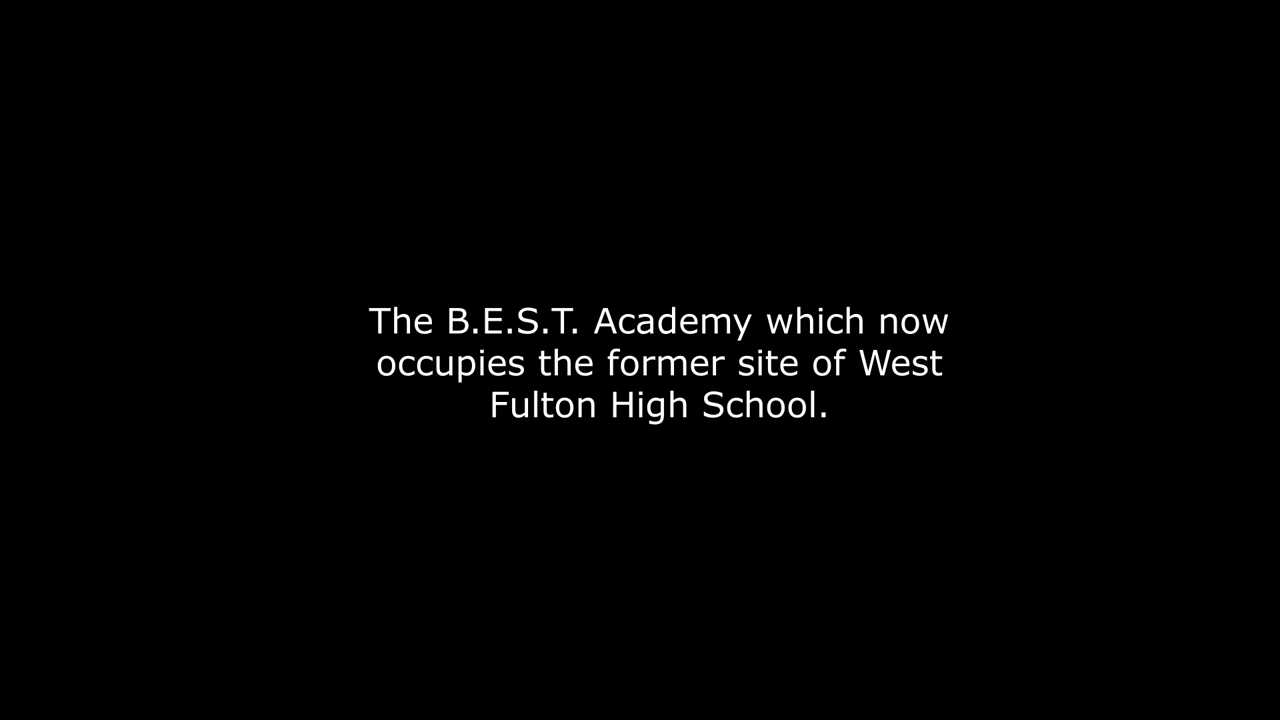 The B.E.S.T. Academy which now
occupies the former site of West
Fulton High School.